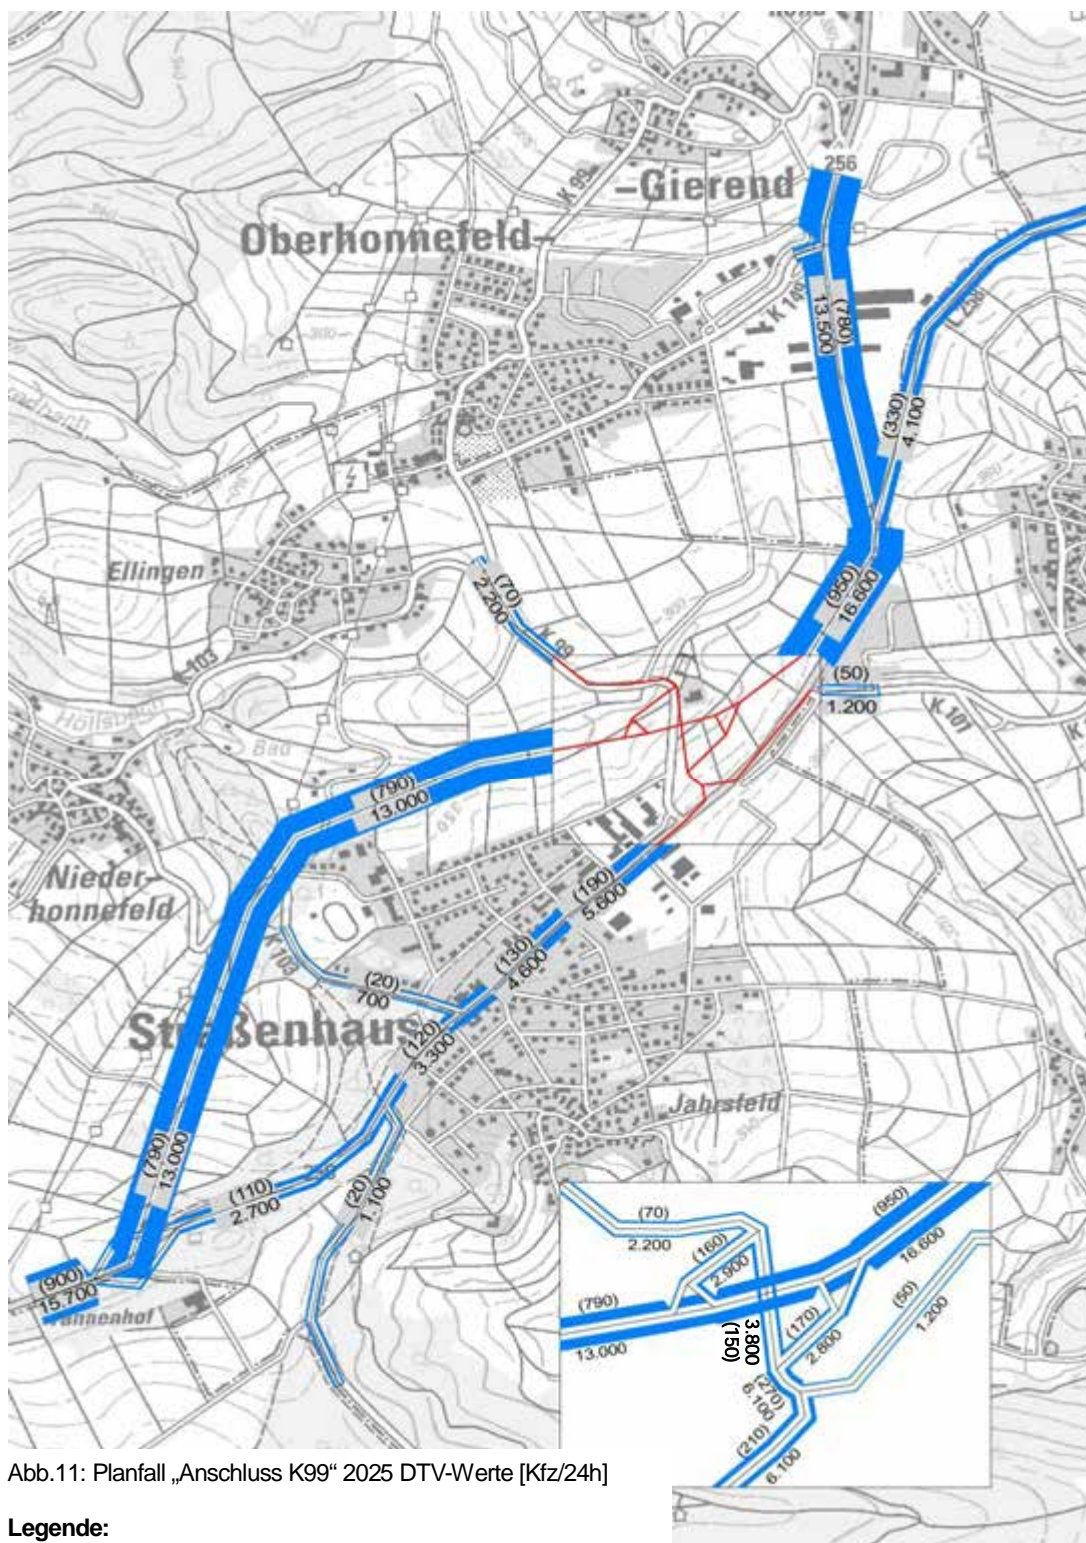 256
-Gierend
K 99
Oberhonnefeld-
K 149
(780)
13.500
L 258
(330)
4.100
Ellingen
(70)
2.200
K 99
(950)
16.600
K 103
(50)
1.200
K 101
K
Bad
(790)
13.000
Nieder-
honnefeld
(190)
5.600
(130)
4.600
K103
(20)
700
Straßenhaus
(120)
3.300
Jahrsfeld
(790)
13.000
(110)
2.700
(20)
1.100
(900)
15.700
annenhof
(70)
2.200
(160)
2.900
(950)
16.600
(790)
13.000
(50)
1.200
3.800
(150)
(170)
2.800
(270)
6.100
(210)
6.100
Abb.11: Planfall „Anschluss K99“ 2025 DTV-Werte [Kfz/24h]
Legende: